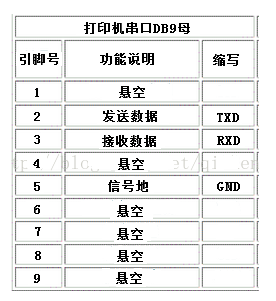 打印机串口DB9母
引脚号 功能说明 缩写
1 悬空
2 发送数据 TXD
3 接收数据 RXD
4 悬空
5 信号地 GND
6 悬空
7 悬空
8 悬空
9 悬空